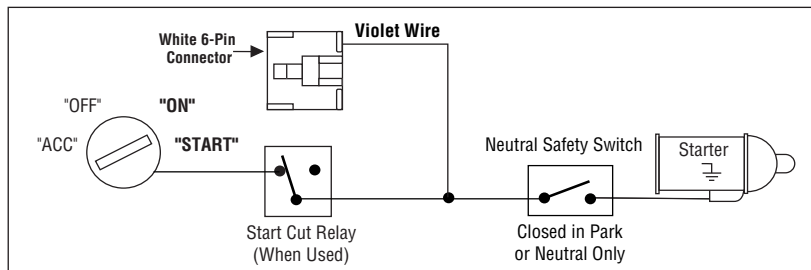 White 6-Pin
Connector
Violet Wire
"OFF"
"ON"
"ACC"
"START"
Neutral Safety Switch
Starter
Start Cut Relay
(When Used)
Closed in Park
or Neutral Only